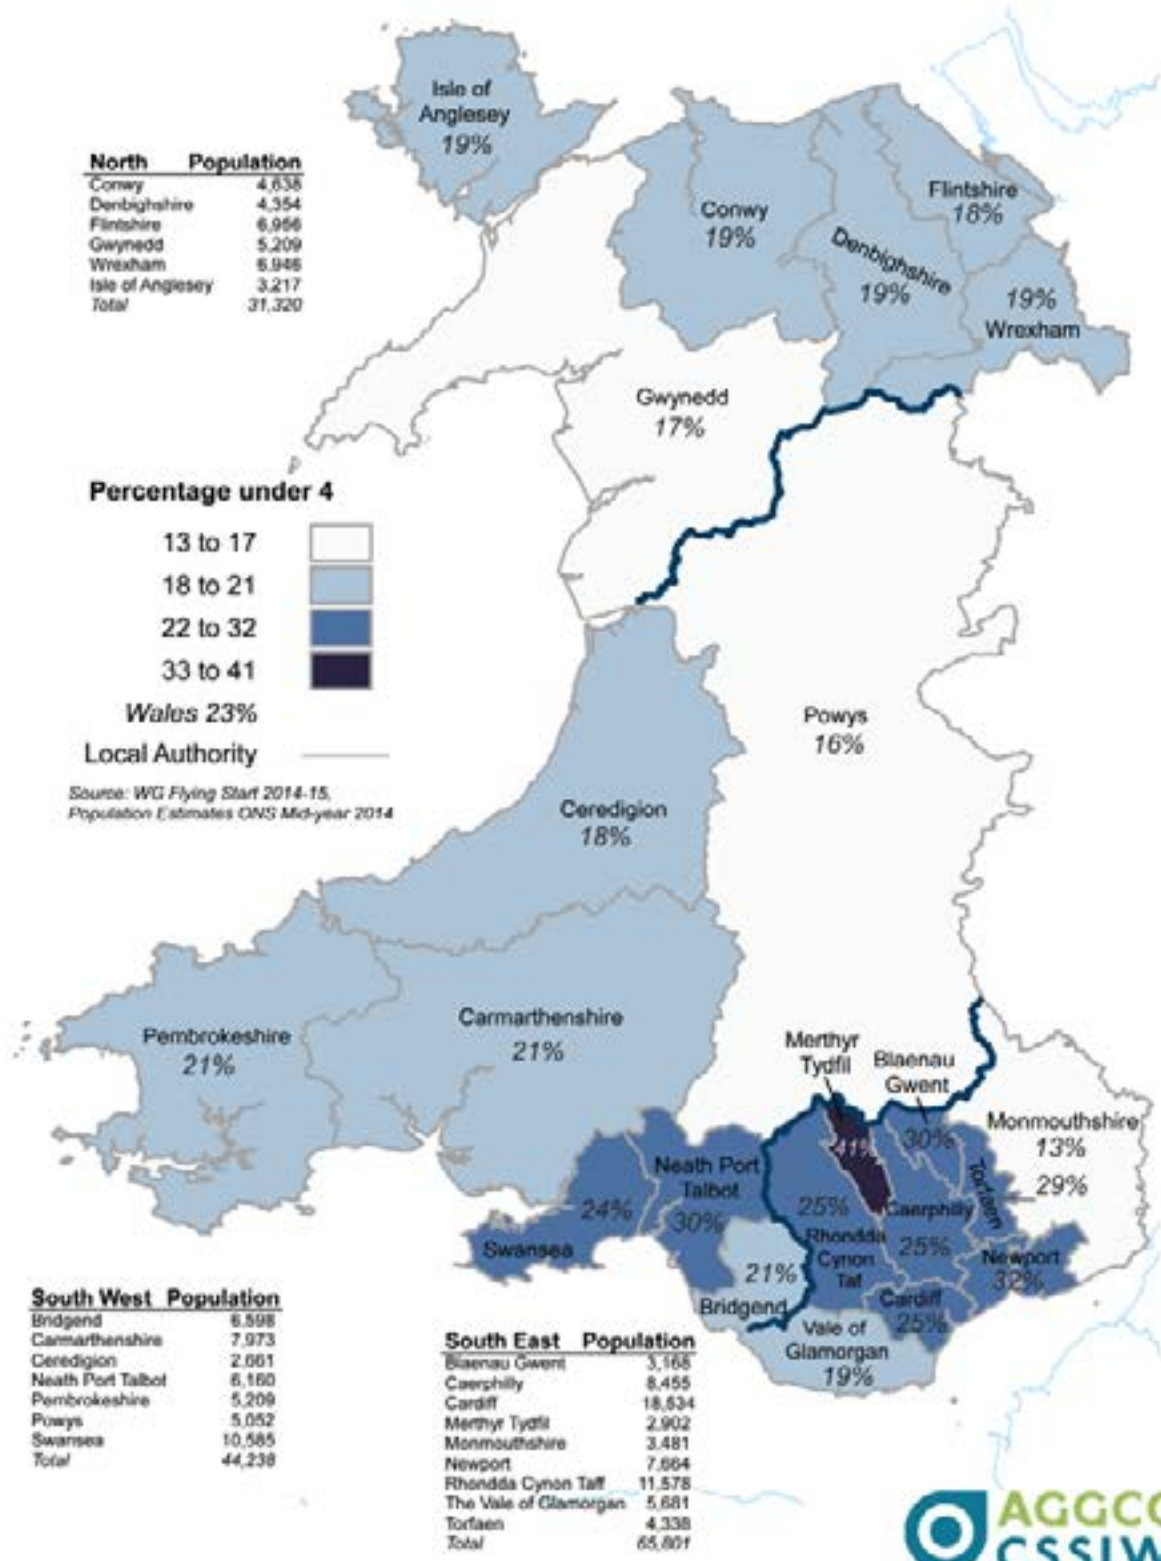 Isle of
Anglesey
19%
North Population
Conwy 4,638
Denbighshire 4,354
Flintshire 6,956
Gwynedd 5,209
Wrexham 6,946
Isle of Anglesey 3,217
Total 31,320
Conwy
19%
Denbighshire
19%
Flintshire
18%
19%
Wrexham
Gwynedd
17%
Percentage under 4
13 to 17
18 to 21
22 to 32
33 to 41
Wales 23%
Local Authority
Source: WG Flying Start 2014-15,
Population Estimates ONS Mid-year 2014
Powys
16%
Ceredigion
18%
Pembrokeshire
21%
Carmarthenshire
21%
Merthyr
Tydfil
41%
Blaenau
Gwent
30%
Monmouthshire
13%
29%
Torfaen
Neath Port
Talbot
30%
24%
Swansea
25%
Rhondda
Cynon
Taf
Caerphilly
25%
Newport
32%
21%
Bridgend
Cardiff
25%
Vale of
Glamorgan
19%
South West Population
Bridgend 6,598
Carmarthenshire 7,973
Ceredigion 2,661
Neath Port Talbot 6,160
Pembrokeshire 5,209
Powys 5,052
Swansea 10,585
Total 44,238
South East Population
Blaenau Gwent 3,168
Caerphilly 8,455
Cardiff 18,534
Merthyr Tydfil 2,902
Monmouthshire 3,481
Newport 7,664
Rhondda Cynon Taff 11,578
The Vale of Glamorgan 5,681
Torfaen 4,338
Total 65,801
AGGCC
CSSIW